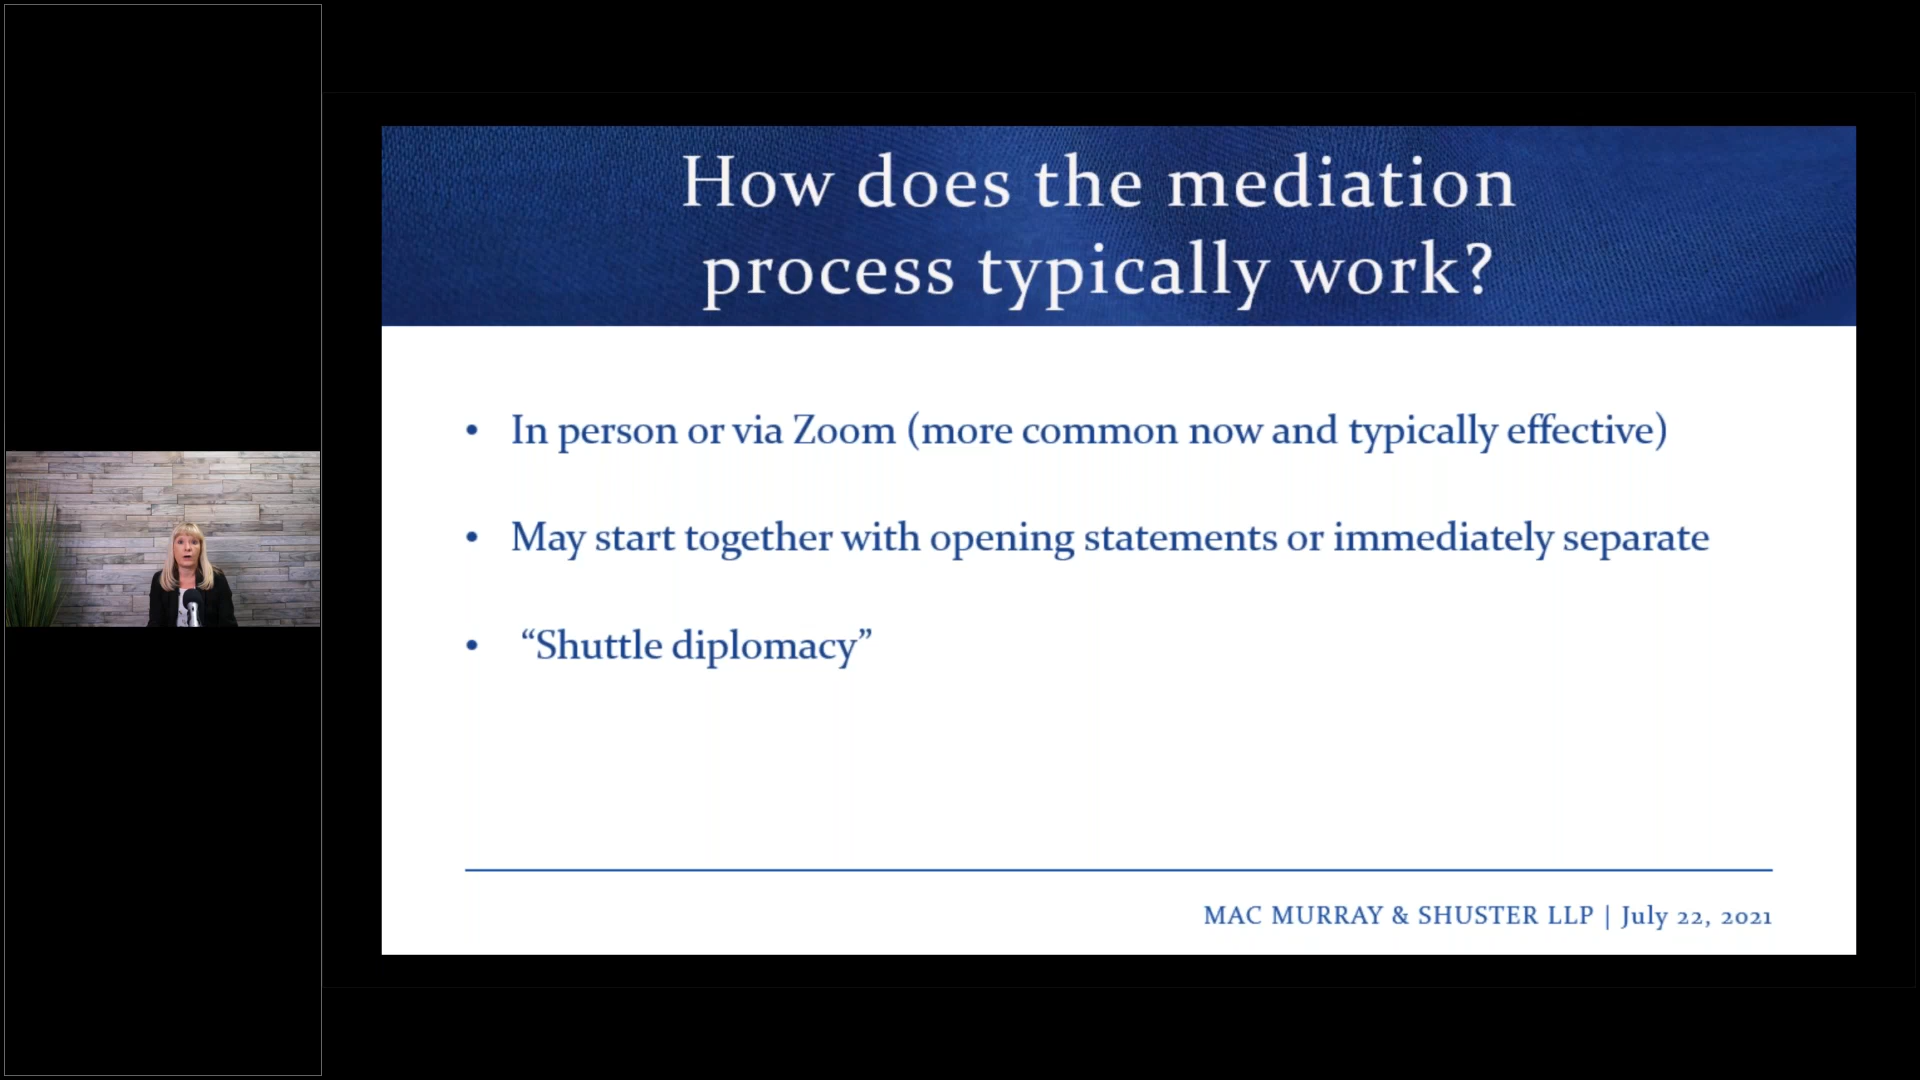 How does the mediation
process typically work?
• In person or via Zoom (more common now and typically effective)
• May start together with opening statements or immediately separate
• “Shuttle diplomacy”
MAC MURRAY & SHUSTER LLP | July 22, 2021